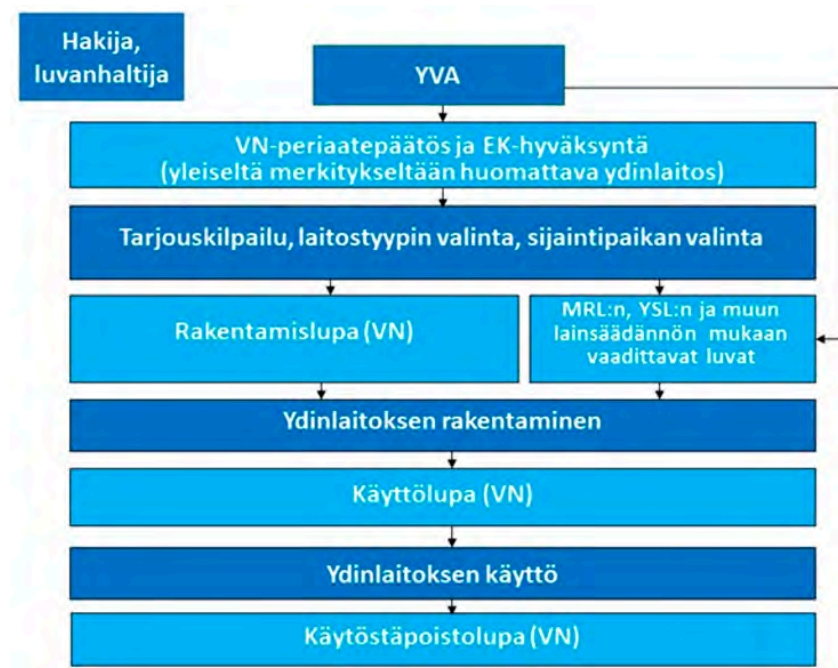 Hakija,
luvanhaltija
YVA
VN-periaatepäätös ja EK-hyväksyntä
(yleiseltä merkitykseltään huomattava ydinlaitos)
Tarjouskilpailu, laitostyypin valinta, sijaintipaikan valinta
Rakentamislupa (VN)
MRL:n, YSL:n ja muun
lainsäädännön mukaan
vaadittavat luvat
Ydinlaitoksen rakentaminen
Käyttölupa (VN)
Ydinlaitoksen käyttö
Käytöstäpoistolupa (VN)